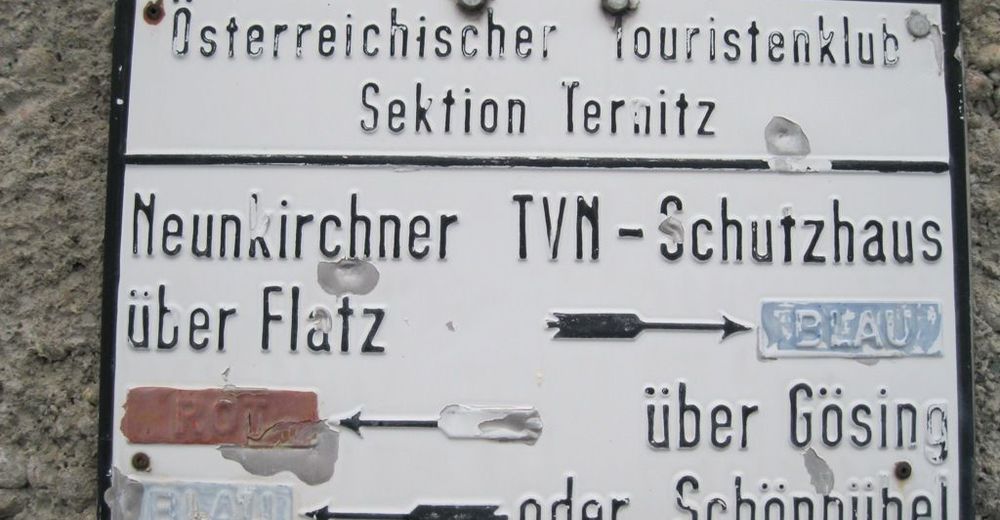 Österreichischer Touristenklub
Sektion Ternitz
Neunkirchner TVN-Schutzhaus
über Flatz BLAU
ROT über Gösing
BLAU oder Schönbühel